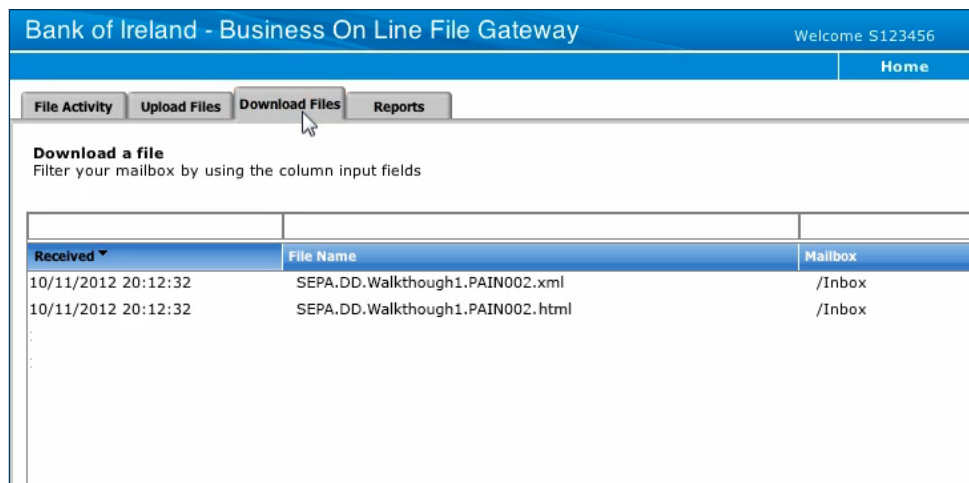 Bank of Ireland - Business On Line File Gateway
Welcome S123456
Home
File Activity Upload Files Download Files Reports
Download a file
Filter your mailbox by using the column input fields
Received File Name Mailbox
10/11/2012 20:12:32 SEPA.DD.Walkthough1.PAIN002.xml /Inbox
10/11/2012 20:12:32 SEPA.DD.Walkthough1.PAIN002.html /Inbox
:
: